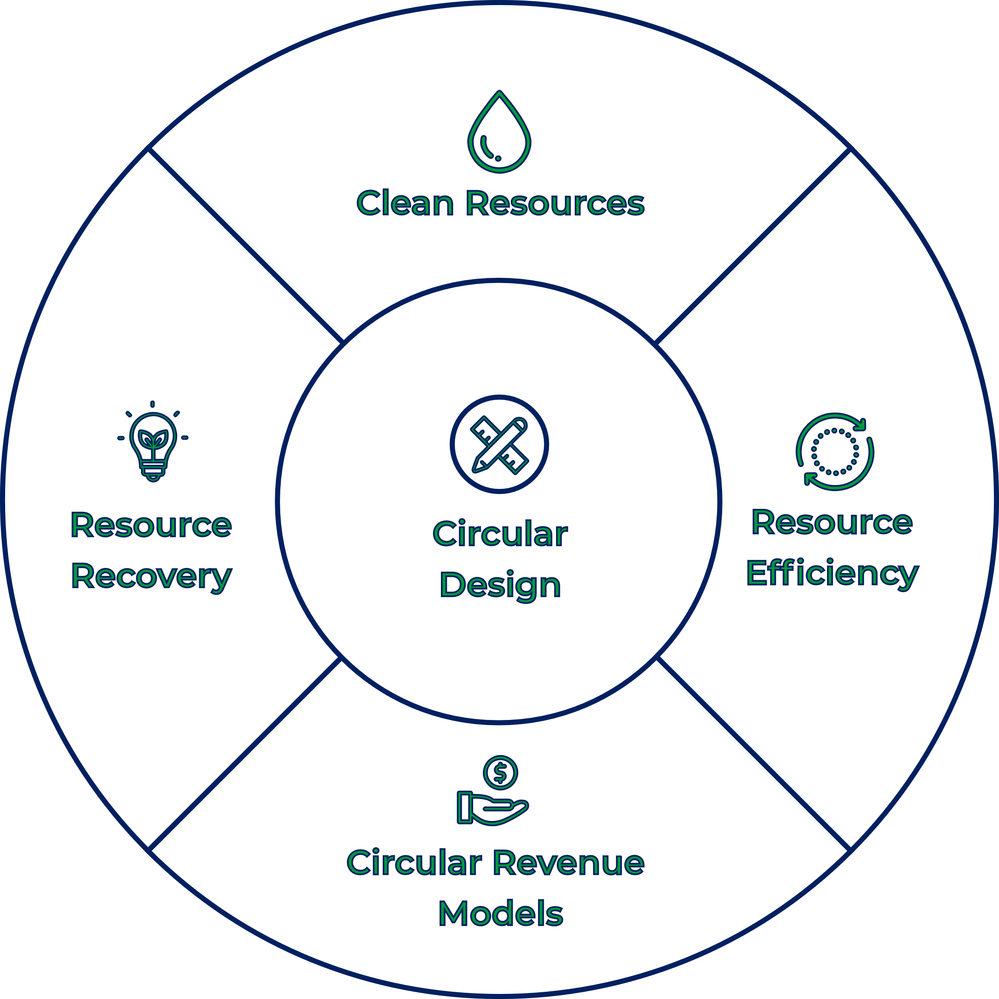 Clean Resources
Resource
Recovery
Circular
Design
Resource
Efficiency
$
Circular Revenue
Models